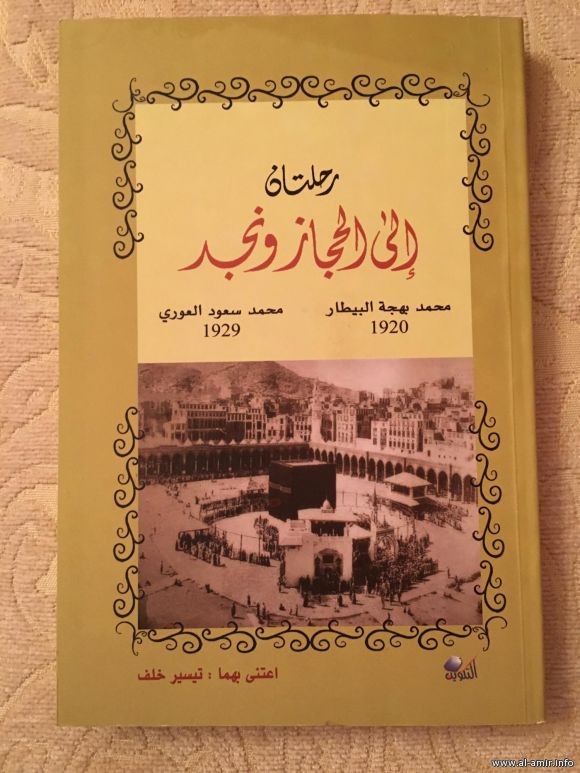 رحلتان
إلى الحجاز ونجد
محمد بهجة البيطار
1920
محمد سعود العوري
1929
اعتنى بهما : تيسير خلف
التكوين
www.al-amir.info